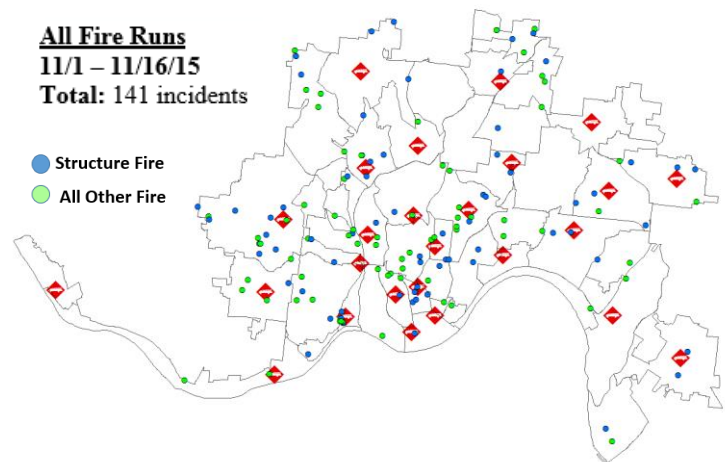 All Fire Runs
11/1 – 11/16/15
Total: 141 incidents
Structure Fire
All Other Fire